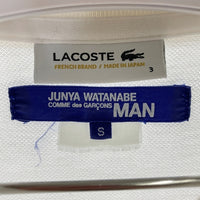 LACOSTE
FRENCH BRAND / MADE IN JAPAN
3
JUNYA WATANABE
COMME des GARÇONS MAN
S